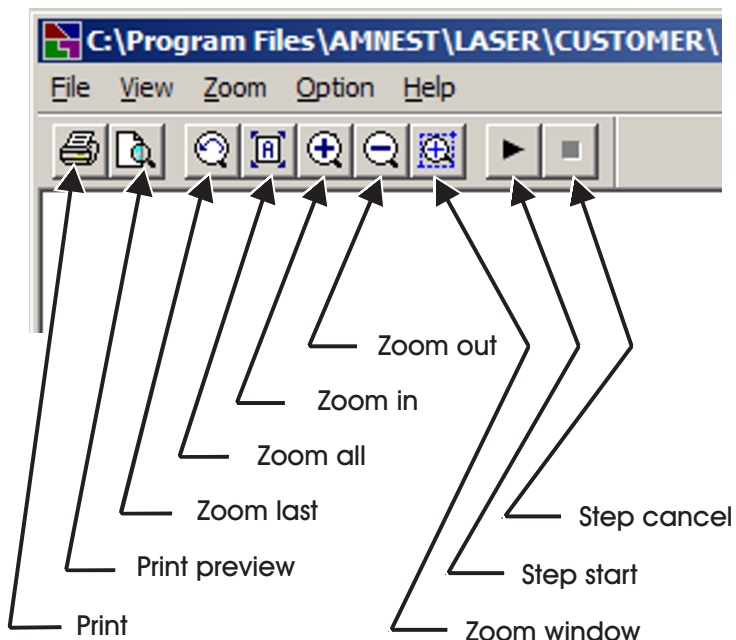 C:\Program Files\AMNEST\LASER\CUSTOMER\
File View Zoom Option Help
A
Zoom out
Zoom in
Zoom all
Zoom last
Step cancel
Print preview
Step start
Print
Zoom window